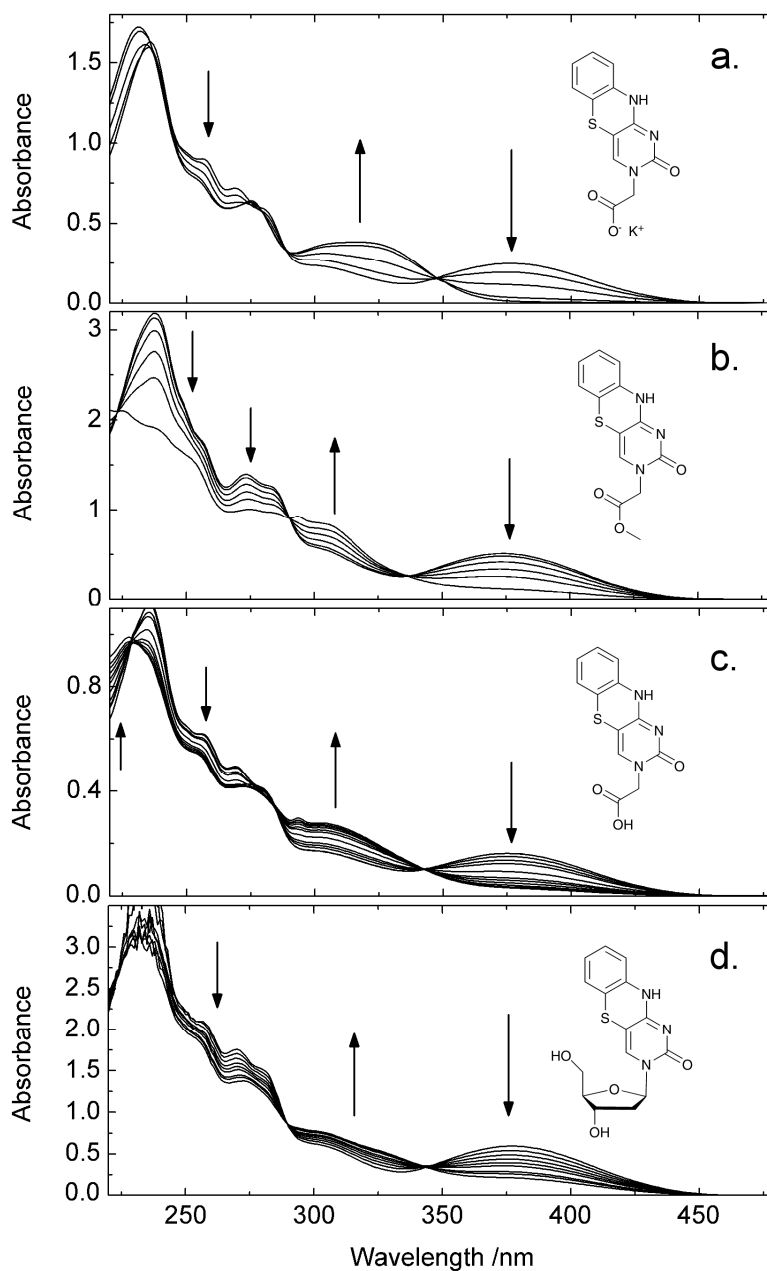 a.
Absorbance
1.5
1.0
0.5
0.0
NH
S
N
N
O
O
O- K+
b.
Absorbance
3
2
1
0
NH
S
N
N
O
O
O
c.
Absorbance
0.8
0.4
0.0
NH
S
N
N
O
O
OH
d.
Absorbance
3.0
2.5
2.0
1.5
1.0
0.5
0.0
NH
S
N
N
O
HO
O
OH
250 300 350 400 450
Wavelength /nm